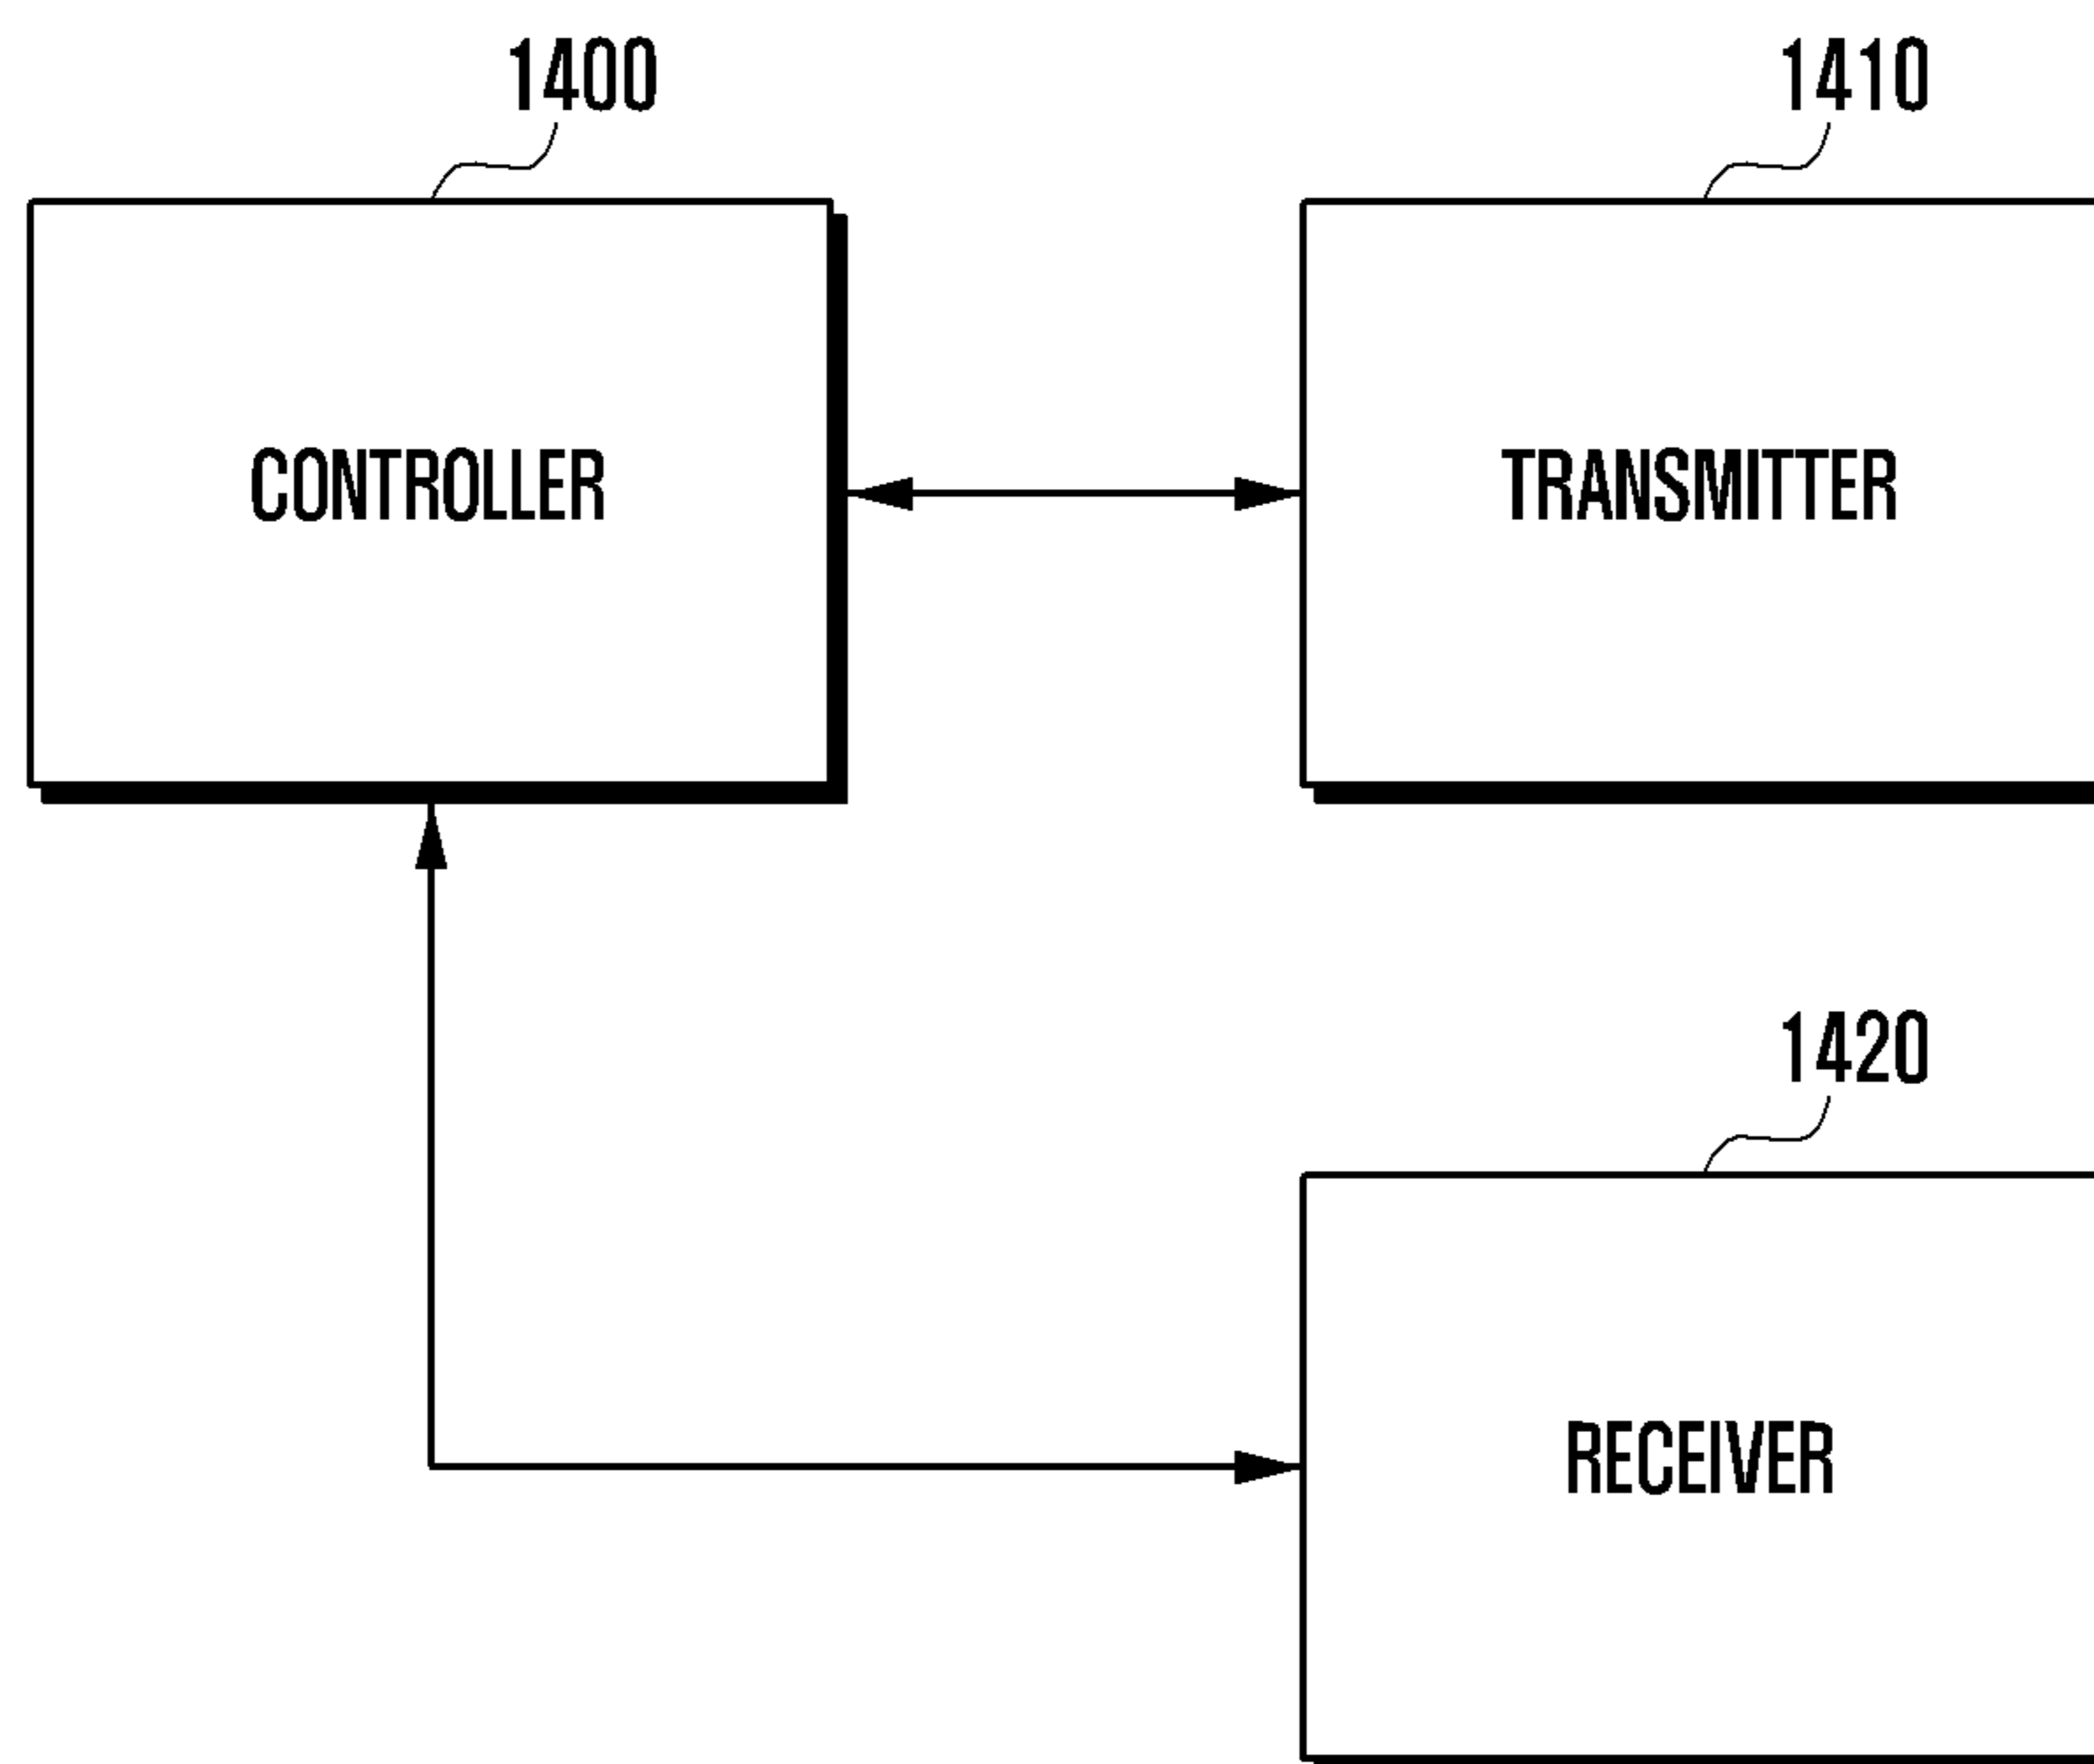 1400
1410
CONTROLLER
TRANSMITTER
1420
RECEIVER